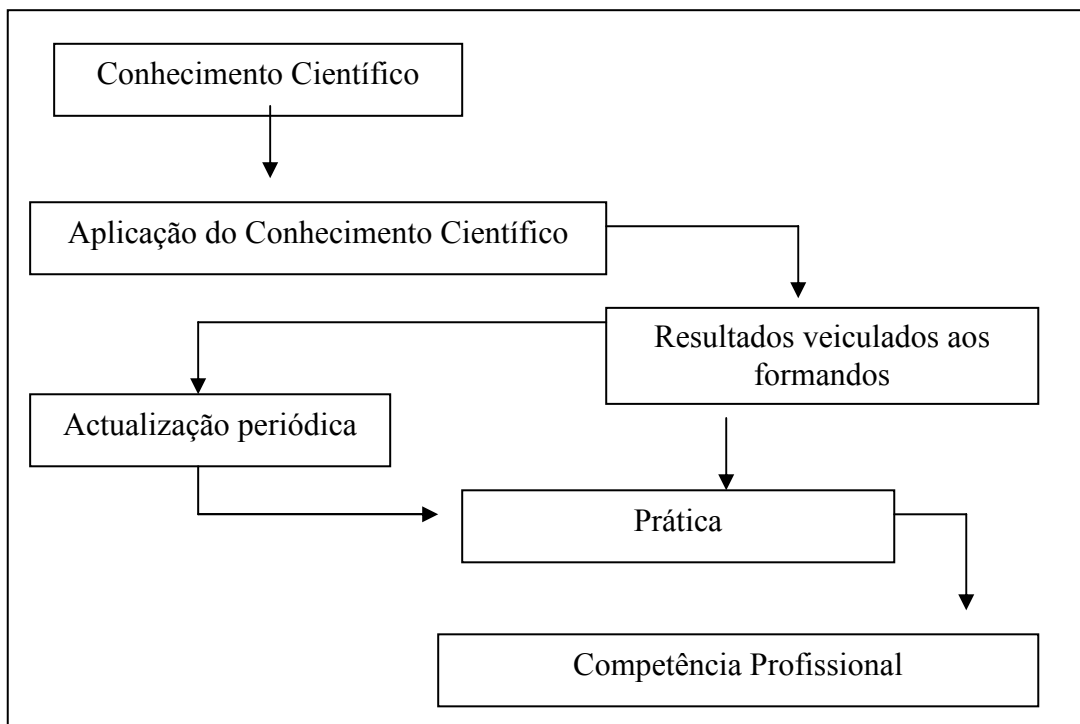 Conhecimento Científico
Aplicação do Conhecimento Científico
Resultados veiculados aos
formandos
Actualização periódica
Prática
Competência Profissional